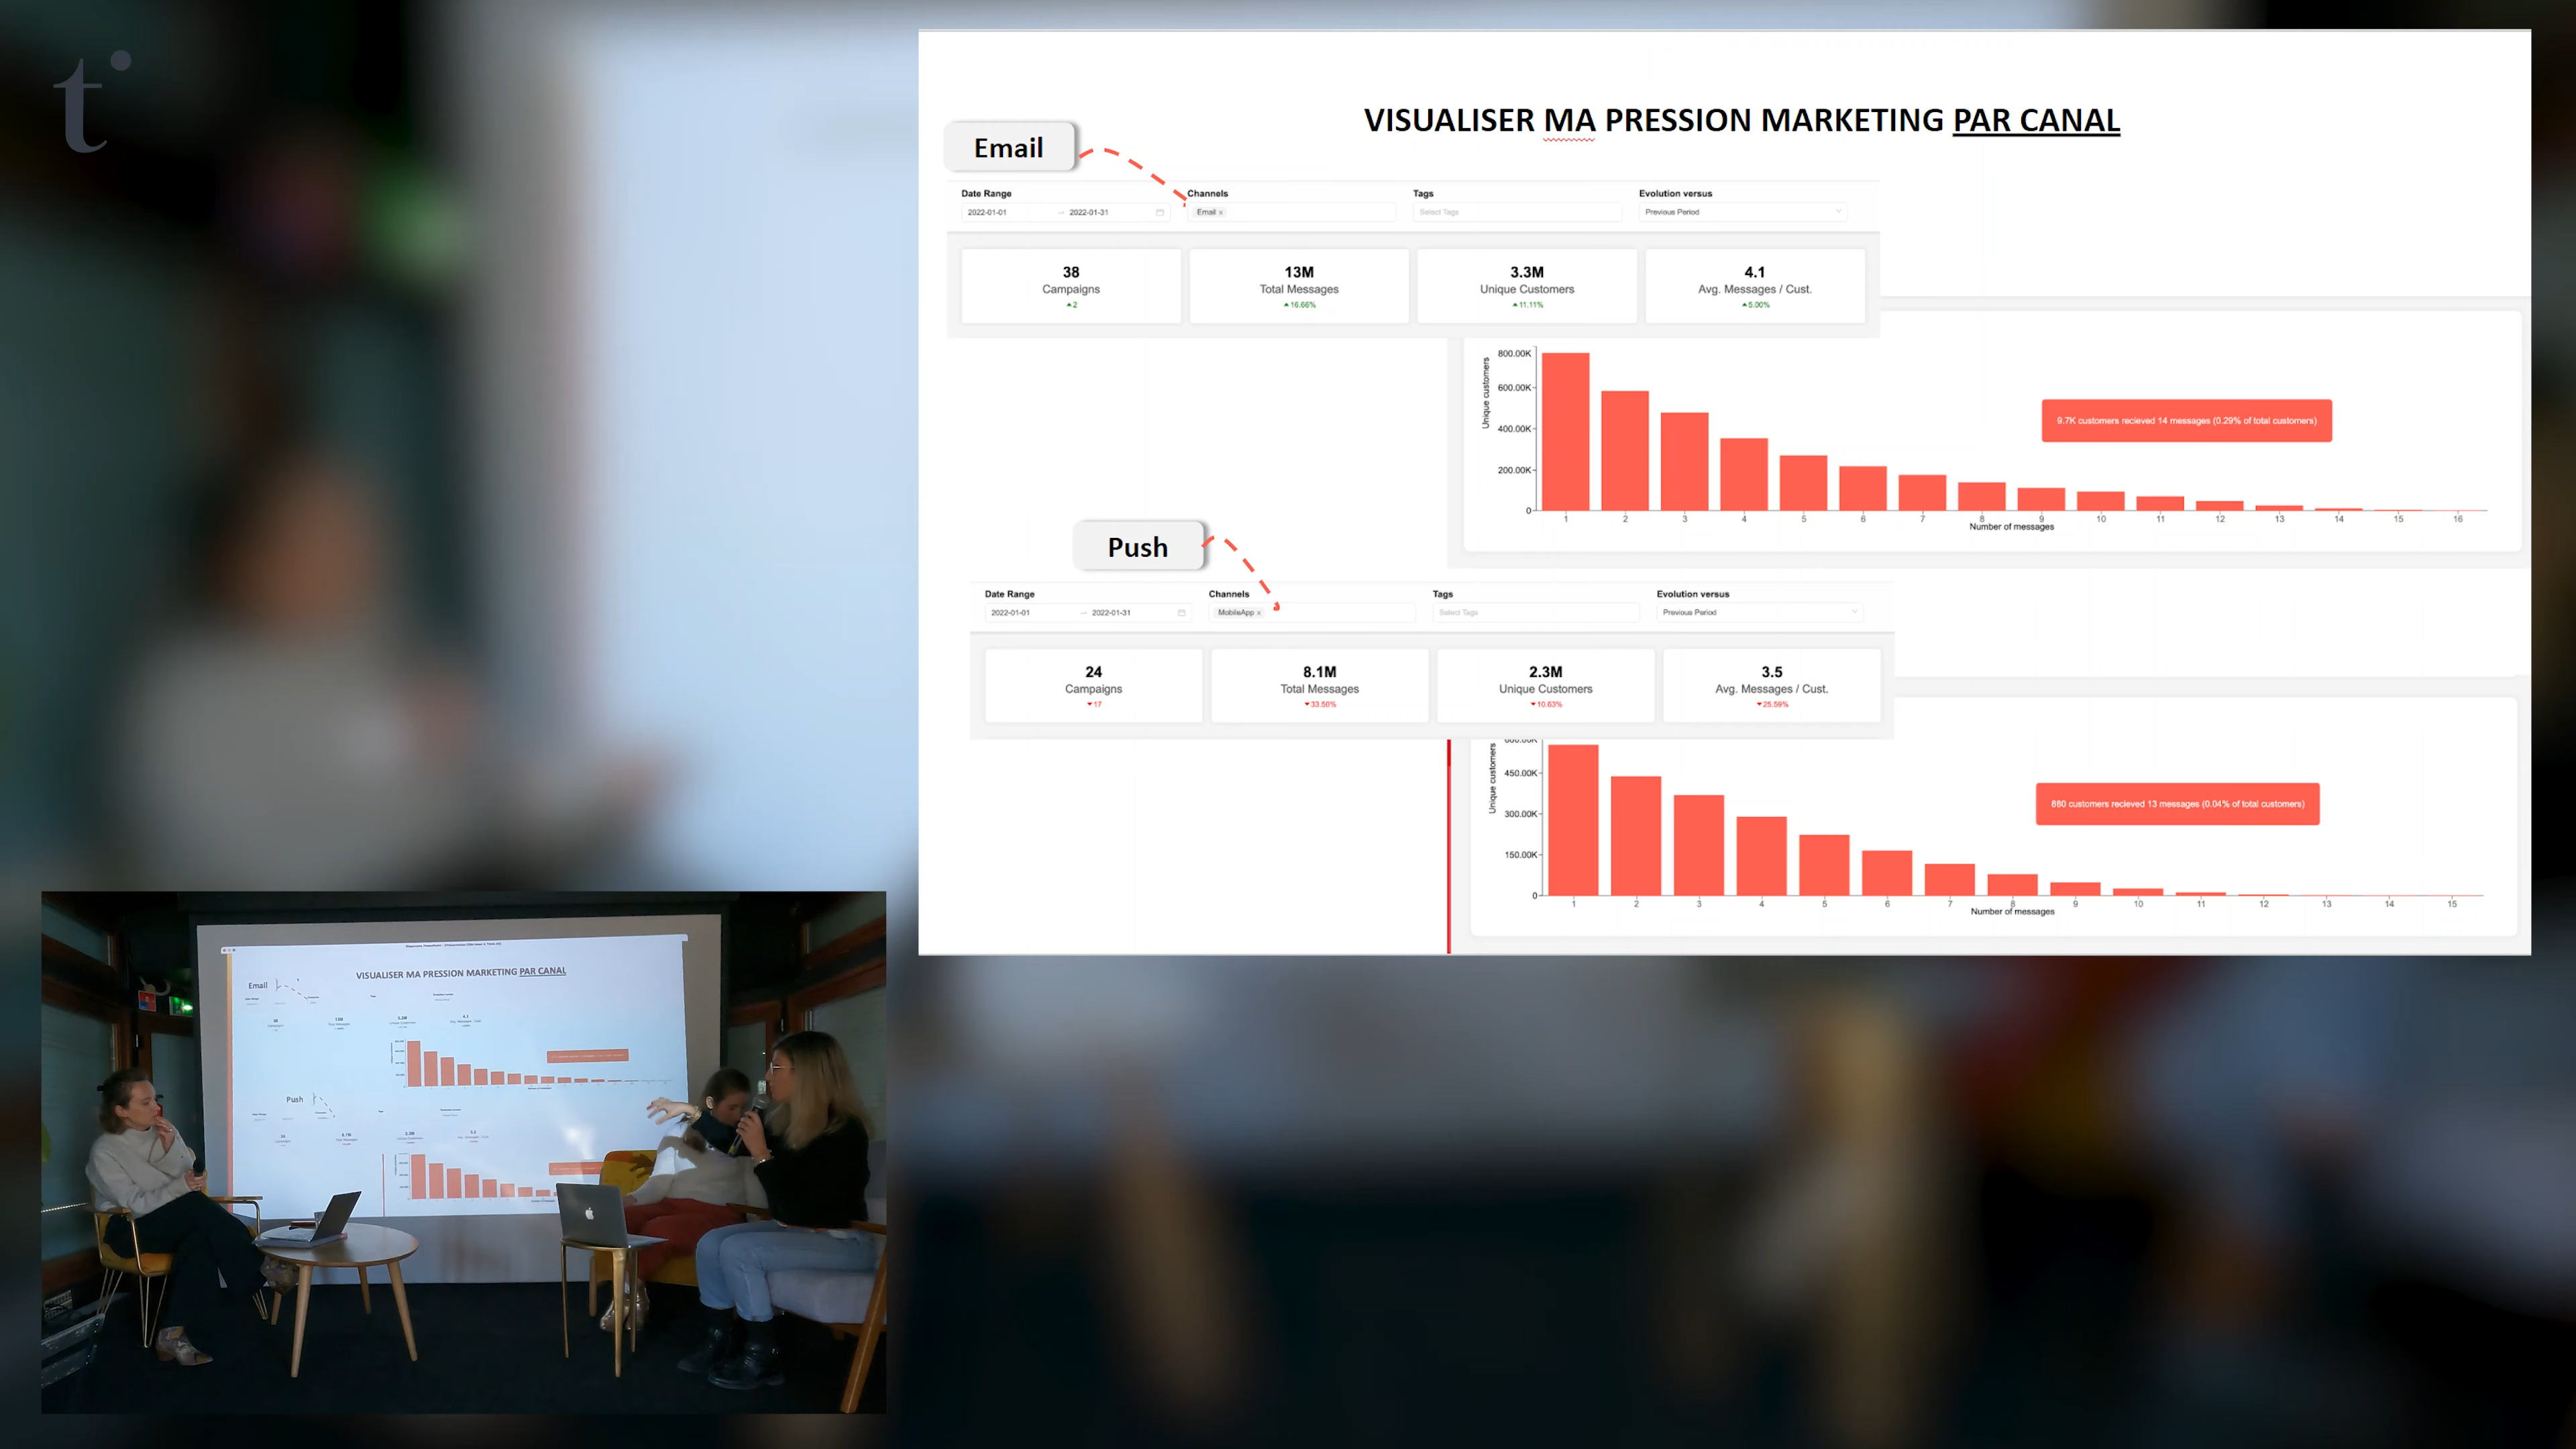 t
VISUALISER MA PRESSION MARKETING PAR CANAL
Email
Date Range Channels Tags Evolution versus
2022-01-01 → 2022-01-31 Email × Select Tags Previous Period
38 13M 3.3M 4.1
Campaigns Total Messages Unique Customers Avg. Messages / Cust.
▲2 ▲16.66% ▲11.11% ▲5.00%
Unique customers
800.00K
600.00K
400.00K
200.00K
0
9.7K customers recieved 14 messages (0.29% of total customers)
1 2 3 4 5 6 7 8 9 10 11 12 13 14 15 16
Number of messages
Push
Date Range Channels Tags Evolution versus
2022-01-01 → 2022-01-31 MobileApp × Select Tags Previous Period
24 8.1M 2.3M 3.5
Campaigns Total Messages Unique Customers Avg. Messages / Cust.
▼17 ▼33.50% ▼10.63% ▼25.59%
Unique customers
600.00K
450.00K
300.00K
150.00K
0
880 customers recieved 13 messages (0.04% of total customers)
1 2 3 4 5 6 7 8 9 10 11 12 13 14 15
Number of messages
VISUALISER MA PRESSION MARKETING PAR CANAL
Email
Push